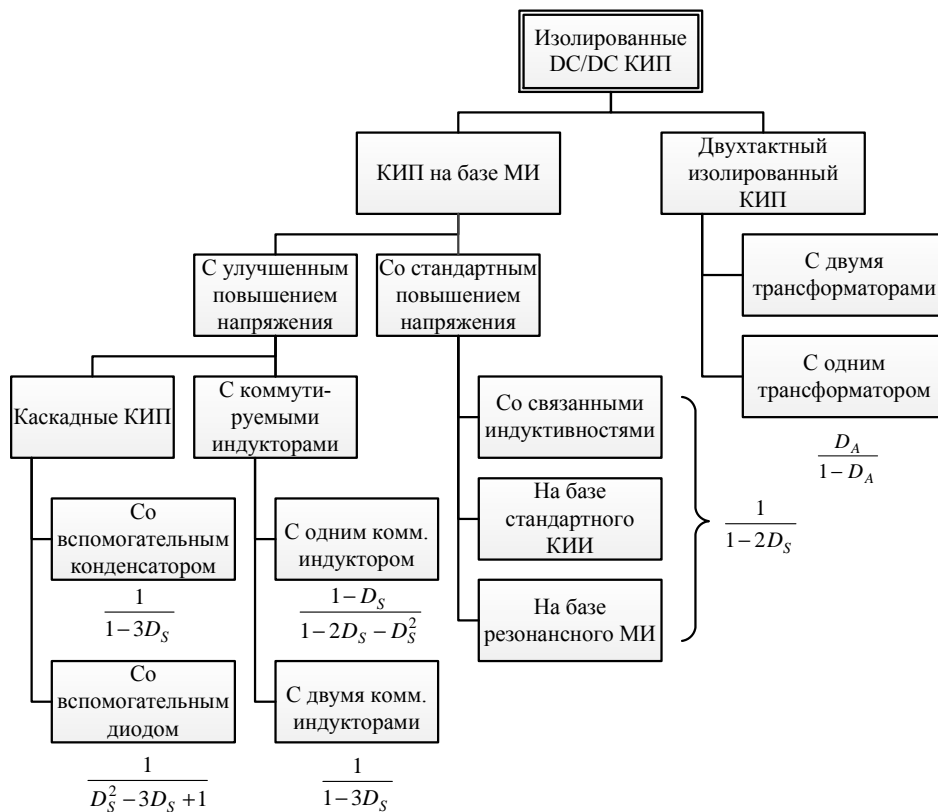 Изолированные
DC/DC КИП
КИП на базе МИ
Двухтактный
изолированный
КИП
С улучшенным
повышением
напряжения
Со стандартным
повышением
напряжения
С двумя
трансформаторами
С одним
трансформатором
D_A / (1 − D_A)
Каскадные КИП
С коммути-
руемыми
индукторами
Со связанными
индуктивностями
На базе
стандартного
КИИ
На базе
резонансного МИ
1 / (1 − 2D_S)
Со
вспомогательным
конденсатором
1 / (1 − 3D_S)
С одним комм.
индуктором
(1 − D_S) / (1 − 2D_S − D_S^2)
Со
вспомогательным
диодом
1 / (D_S^2 − 3D_S + 1)
С двумя комм.
индукторами
1 / (1 − 3D_S)